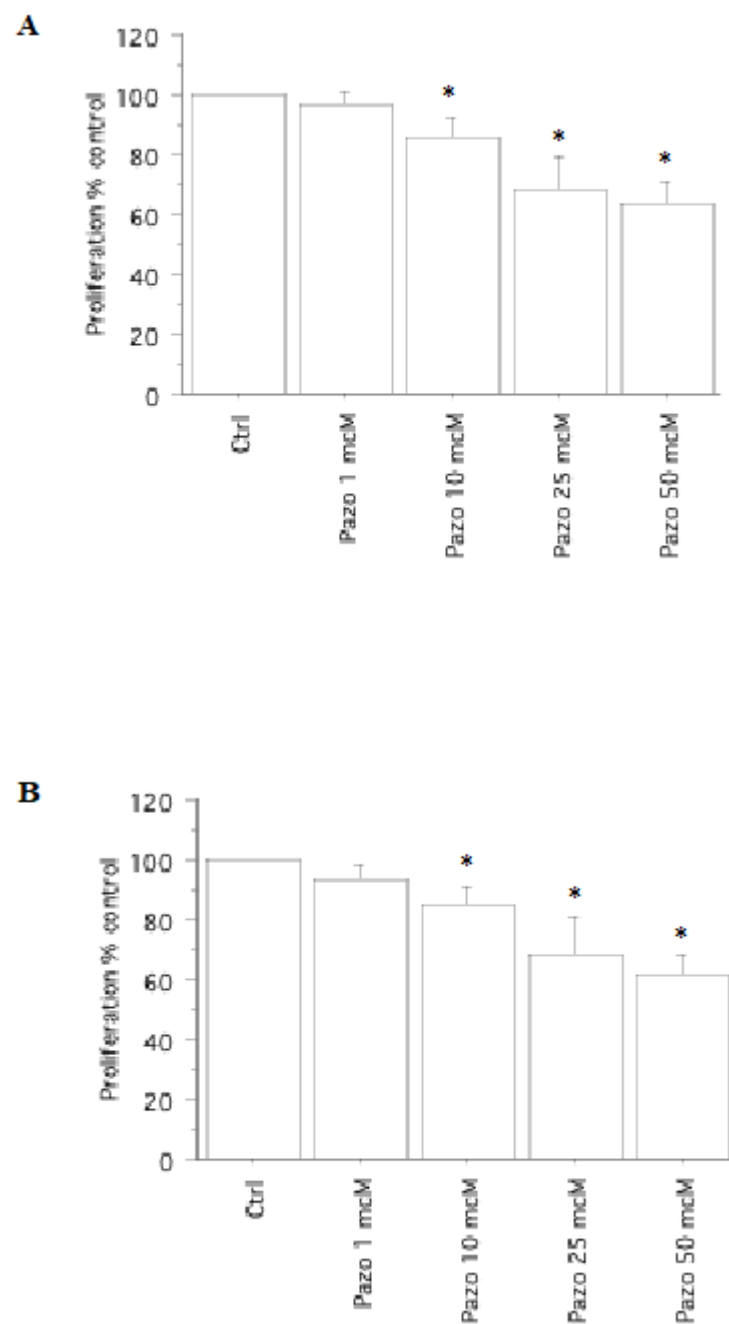 A
120
100
80
60
40
20
0
Proliferation % control
*
*
*
Ctrl
Pazo 1 mcM
Pazo 10 mcM
Pazo 25 mcM
Pazo 50 mcM
B
120
100
80
60
40
20
0
Proliferation % control
*
*
*
Ctrl
Pazo 1 mcM
Pazo 10 mcM
Pazo 25 mcM
Pazo 50 mcM